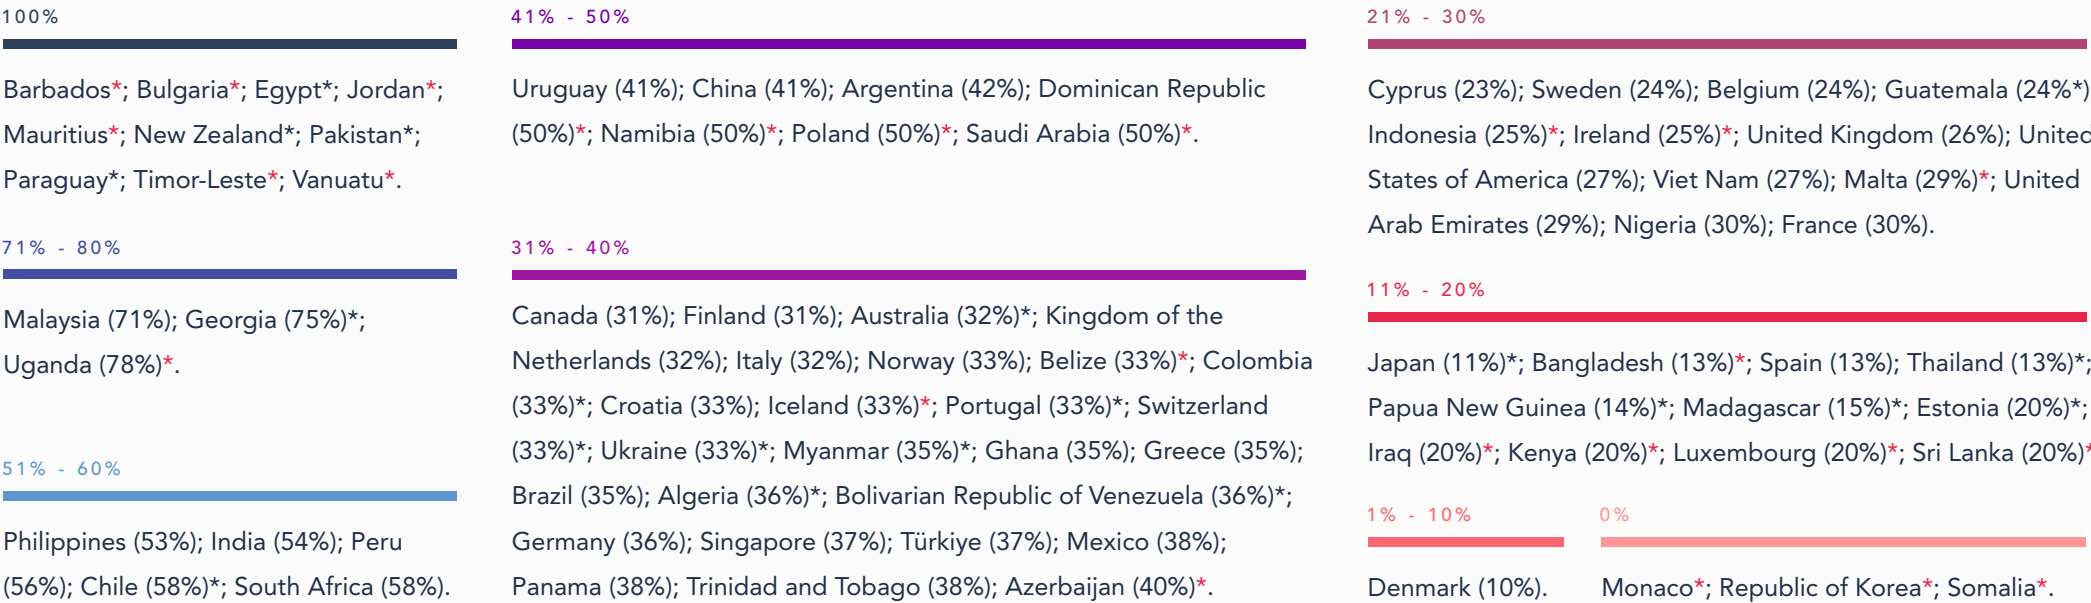 100%
Barbados*; Bulgaria*; Egypt*; Jordan*;
Mauritius*; New Zealand*; Pakistan*;
Paraguay*; Timor-Leste*; Vanuatu*.
71% - 80%
Malaysia (71%); Georgia (75%)*;
Uganda (78%)*.
51% - 60%
Philippines (53%); India (54%); Peru
(56%); Chile (58%)*; South Africa (58%).
41% - 50%
Uruguay (41%); China (41%); Argentina (42%); Dominican Republic
(50%)*; Namibia (50%)*; Poland (50%)*; Saudi Arabia (50%)*.
31% - 40%
Canada (31%); Finland (31%); Australia (32%)*; Kingdom of the
Netherlands (32%); Italy (32%); Norway (33%); Belize (33%)*; Colombia
(33%)*; Croatia (33%); Iceland (33%)*; Portugal (33%)*; Switzerland
(33%)*; Ukraine (33%)*; Myanmar (35%)*; Ghana (35%); Greece (35%);
Brazil (35%); Algeria (36%)*; Bolivarian Republic of Venezuela (36%)*;
Germany (36%); Singapore (37%); Türkiye (37%); Mexico (38%);
Panama (38%); Trinidad and Tobago (38%); Azerbaijan (40%)*.
21% - 30%
Cyprus (23%); Sweden (24%); Belgium (24%); Guatemala (24%*)
Indonesia (25%)*; Ireland (25%)*; United Kingdom (26%); United
States of America (27%); Viet Nam (27%); Malta (29%)*; United
Arab Emirates (29%); Nigeria (30%); France (30%).
11% - 20%
Japan (11%)*; Bangladesh (13%)*; Spain (13%); Thailand (13%)*;
Papua New Guinea (14%)*; Madagascar (15%)*; Estonia (20%)*;
Iraq (20%)*; Kenya (20%)*; Luxembourg (20%)*; Sri Lanka (20%)*
1% - 10%
Denmark (10%).
0%
Monaco*; Republic of Korea*; Somalia*.